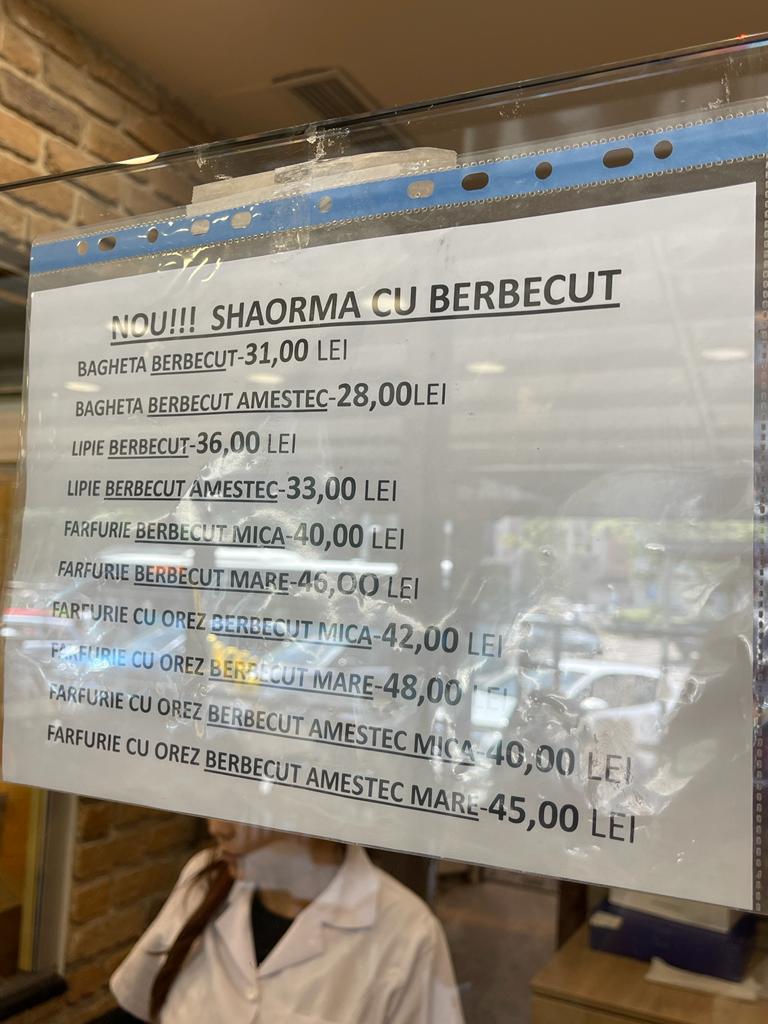 NOU!!! SHAORMA CU BERBECUT
BAGHETA BERBECUT-31,00 LEI
BAGHETA BERBECUT AMESTEC-28,00LEI
LIPIE BERBECUT-36,00 LEI
LIPIE BERBECUT AMESTEC-33,00 LEI
FARFURIE BERBECUT MICA-40,00 LEI
FARFURIE BERBECUT MARE-46,00 LEI
FARFURIE CU OREZ BERBECUT MICA-42,00 LEI
FARFURIE CU OREZ BERBECUT MARE-48,00 LEI
FARFURIE CU OREZ BERBECUT AMESTEC MICA-40,00 LEI
FARFURIE CU OREZ BERBECUT AMESTEC MARE-45,00 LEI